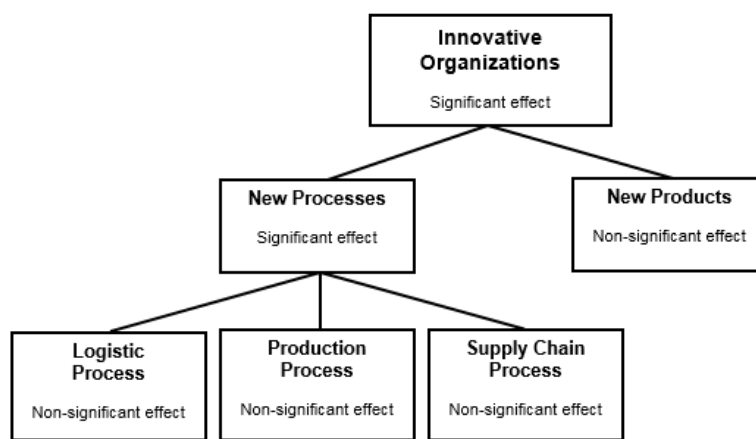 Innovative
Organizations
Significant effect
New Processes
Significant effect
New Products
Non-significant effect
Logistic
Process
Non-significant effect
Production
Process
Non-significant effect
Supply Chain
Process
Non-significant effect